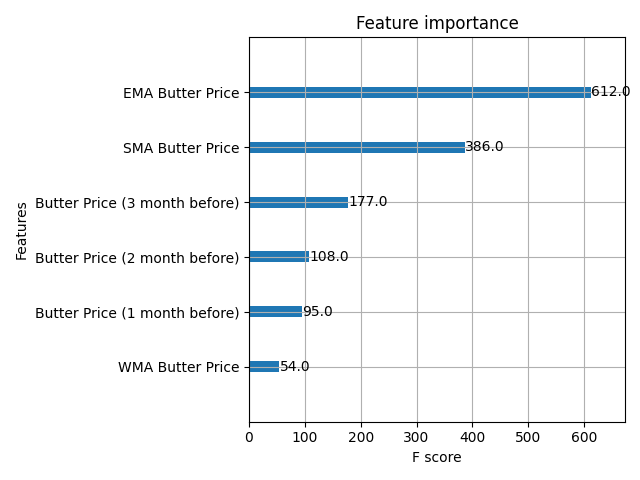 Feature importance
Features
EMA Butter Price
612.0
SMA Butter Price
386.0
Butter Price (3 month before)
177.0
Butter Price (2 month before)
108.0
Butter Price (1 month before)
95.0
WMA Butter Price
54.0
0 100 200 300 400 500 600
F score